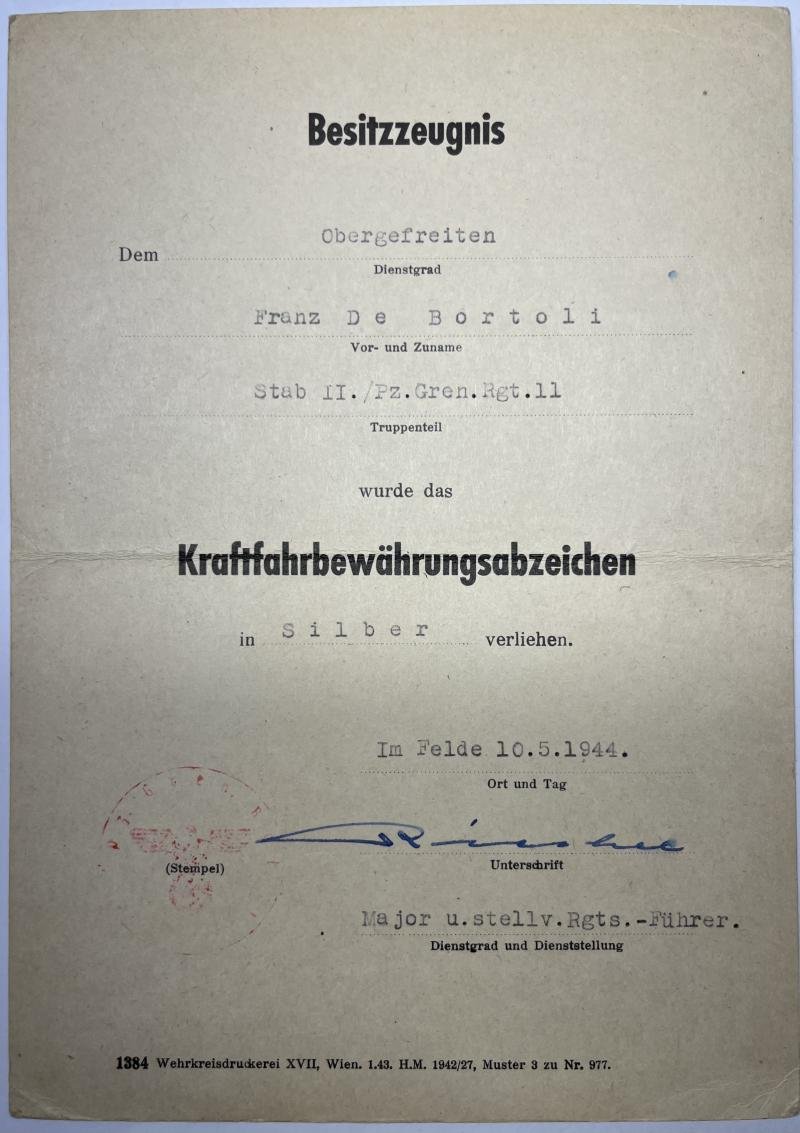 Besitzzeugnis
Obergefreiten
Dem
Dienstgrad
Franz De Bortoli
Vor- und Zuname
Stab II./Pz.Gren.Rgt.11
Truppenteil
wurde das
Kraftfahrbewährungsabzeichen
in Silber verliehen.
Im Felde 10.5.1944.
Ort und Tag
(Stempel)
Unterschrift
Major u.stellv.Rgts.-Führer.
Dienstgrad und Dienststellung
1384 Wehrkreisdruckerei XVII, Wien. 1.43. H.M. 1942/27, Muster 3 zu Nr. 977.